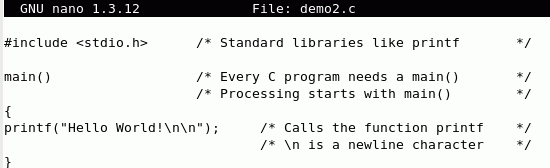 GNU nano 1.3.12              File: demo2.c
#include <stdio.h>      /* Standard libraries like printf       */
main()                  /* Every C program needs a main()       */
                        /* Processing starts with main()        */
{
printf("Hello World!\n\n");     /* Calls the function printf    */
                                /* \n is a newline character    */
}